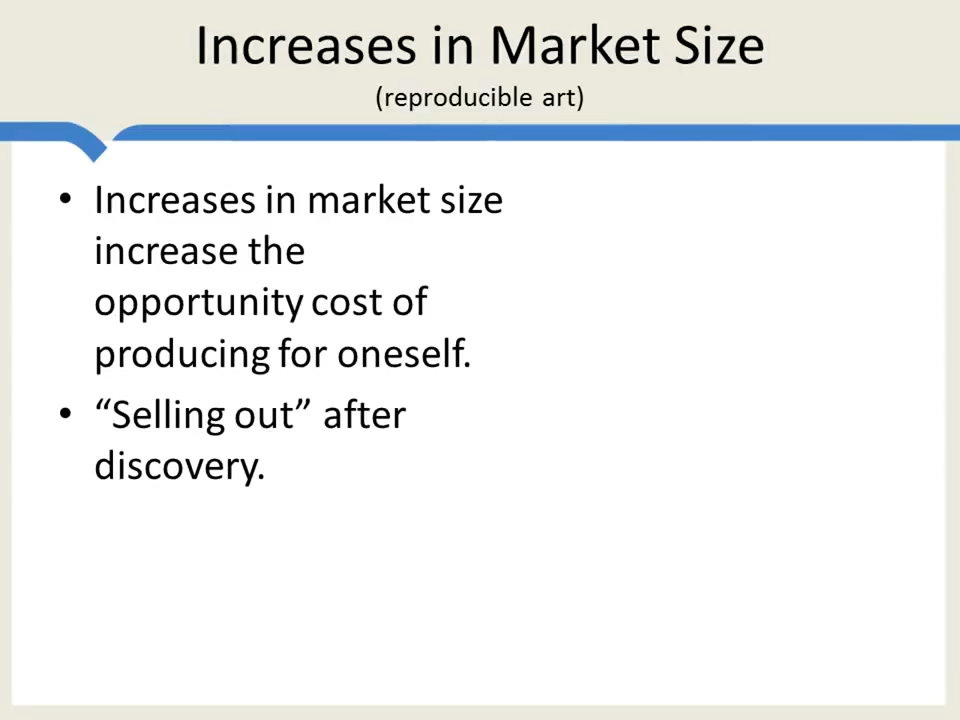 Increases in Market Size
(reproducible art)
• Increases in market size
increase the
opportunity cost of
producing for oneself.
• “Selling out” after
discovery.